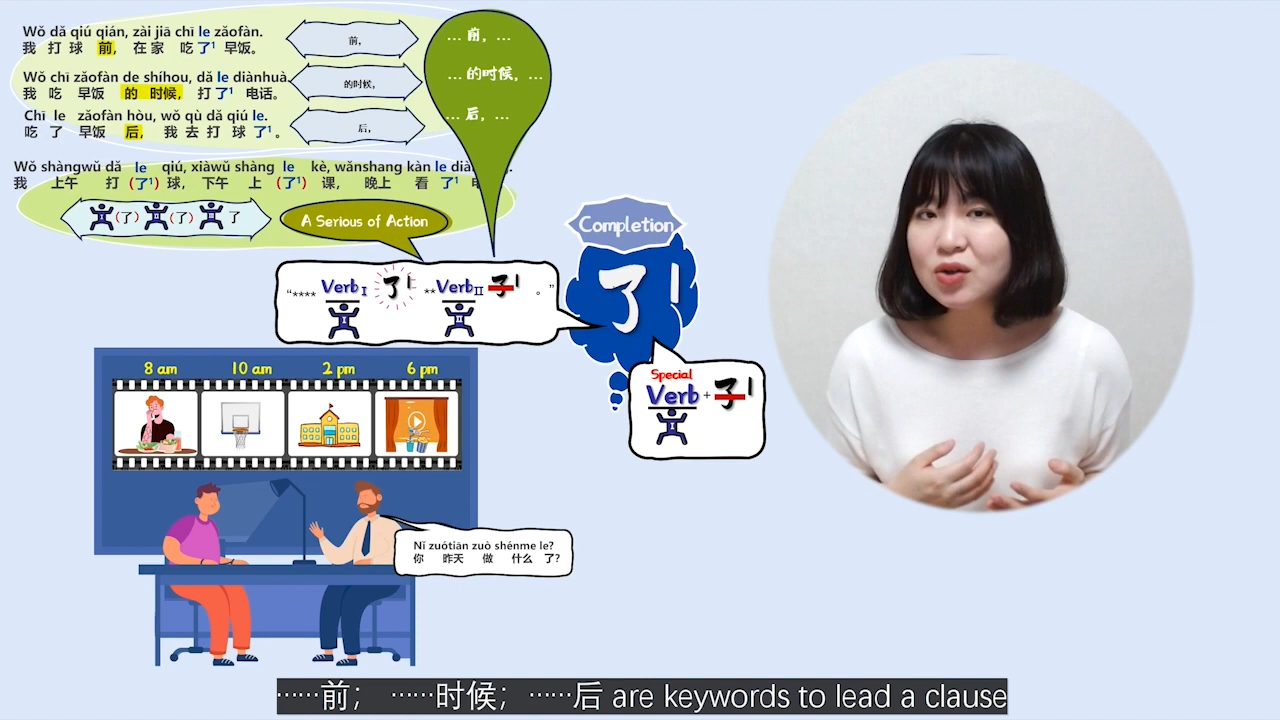 Wǒ dǎ qiú qián, zài jiā chī le zǎofàn.
我 打 球 前, 在 家 吃 了¹ 早饭。
前,
Wǒ chī zǎofàn de shíhou, dǎ le diànhuà.
我 吃 早饭 的 时候, 打 了¹ 电话。
的时候,
Chī le zǎofàn hòu, wǒ qù dǎ qiú le.
吃 了 早饭 后, 我 去 打 球 了¹ 。
后,
... 前, ...
... 的时候, ...
... 后, ...
Wǒ shàngwǔ dǎ le qiú, xiàwǔ shàng le kè, wǎnshang kàn le
我 上午 打 (了¹) 球, 下午 上 (了¹) 课, 晚上 看 了¹
(了) (了) 了
A Serious of Action
Completion
了¹
“**** Verb I 了¹ **Verb II 了¹ 。”
Special
Verb + 了¹
8 am 10 am 2 pm 6 pm
Nǐ zuótiān zuò shénme le?
你 昨天 做 什么 了?
……前; ……时候; ……后 are keywords to lead a clause